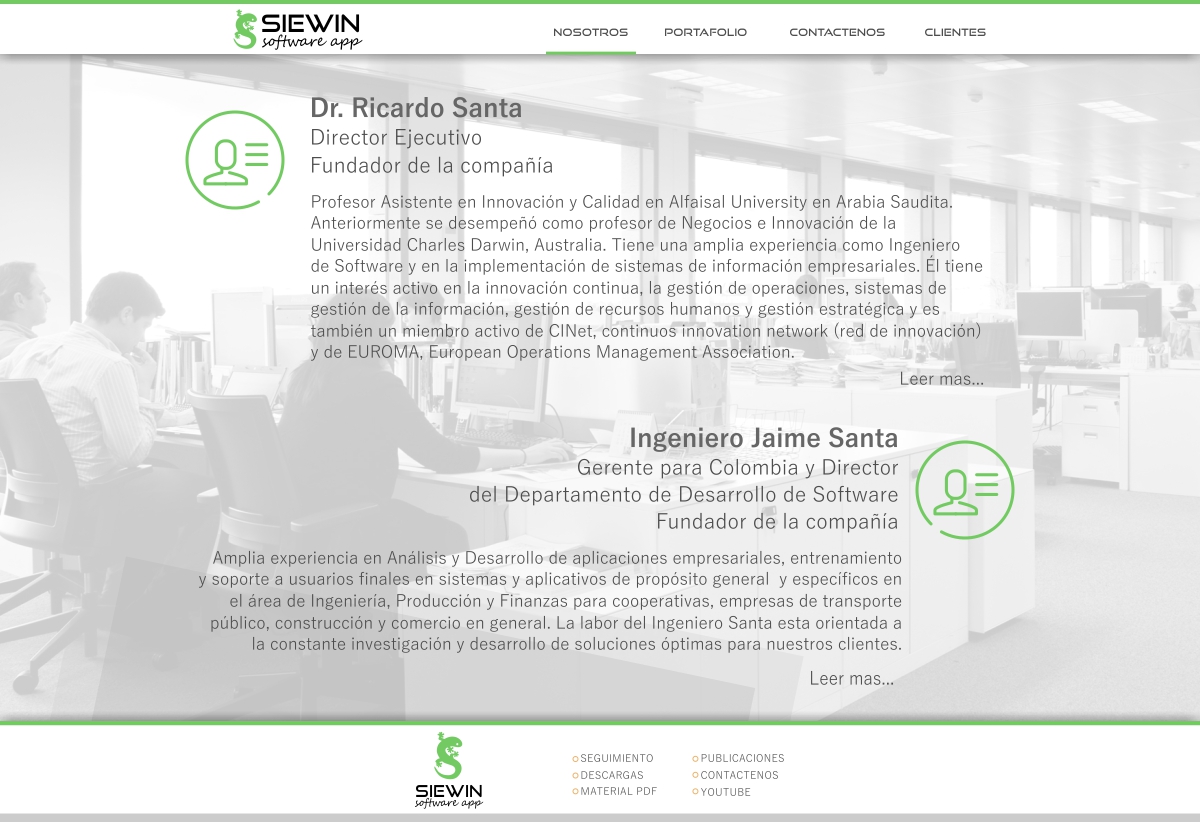 SIEWIN
software app
NOSOTROS PORTAFOLIO CONTACTENOS CLIENTES
Dr. Ricardo Santa
Director Ejecutivo
Fundador de la compañía
Profesor Asistente en Innovación y Calidad en Alfaisal University en Arabia Saudita.
Anteriormente se desempeñó como profesor de Negocios e Innovación de la
Universidad Charles Darwin, Australia. Tiene una amplia experiencia como Ingeniero
de Software y en la implementación de sistemas de información empresariales. Él tiene
un interés activo en la innovación continua, la gestión de operaciones, sistemas de
gestión de la información, gestión de recursos humanos y gestión estratégica y es
también un miembro activo de CINet, continuos innovation network (red de innovación)
y de EUROMA, European Operations Management Association.
Leer mas...
Ingeniero Jaime Santa
Gerente para Colombia y Director
del Departamento de Desarrollo de Software
Fundador de la compañía
Amplia experiencia en Análisis y Desarrollo de aplicaciones empresariales, entrenamiento
y soporte a usuarios finales en sistemas y aplicativos de propósito general y específicos en
el área de Ingeniería, Producción y Finanzas para cooperativas, empresas de transporte
público, construcción y comercio en general. La labor del Ingeniero Santa esta orientada a
la constante investigación y desarrollo de soluciones óptimas para nuestros clientes.
Leer mas...
SIEWIN
software app
SEGUIMIENTO
DESCARGAS
MATERIAL PDF
PUBLICACIONES
CONTACTENOS
YOUTUBE